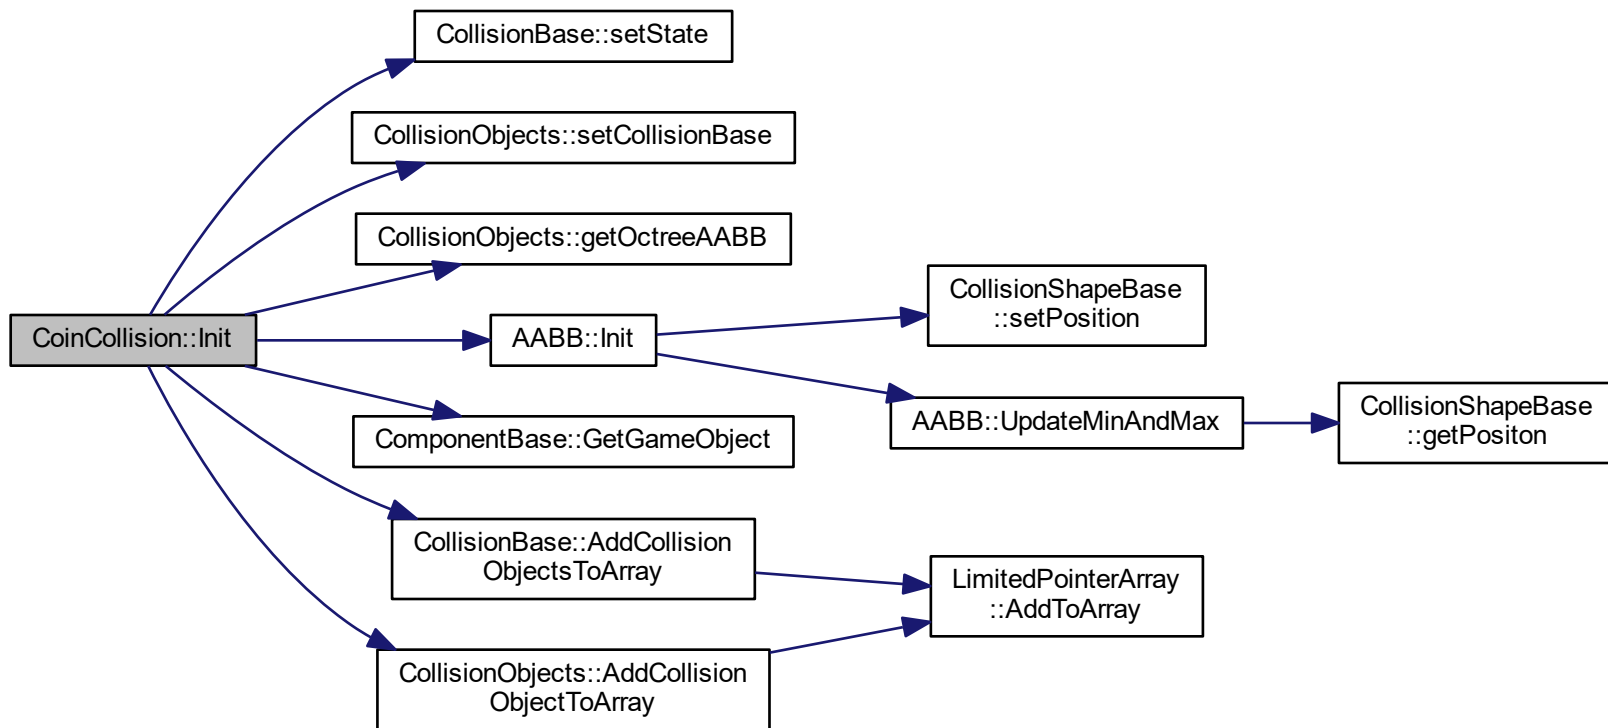 CollisionBase::setState
CollisionObjects::setCollisionBase
CollisionObjects::getOctreeAABB
CoinCollision::Init
AABB::Init
CollisionShapeBase
::setPosition
AABB::UpdateMinAndMax
CollisionShapeBase
::getPositon
ComponentBase::GetGameObject
CollisionBase::AddCollision
ObjectsToArray
LimitedPointerArray
::AddToArray
CollisionObjects::AddCollision
ObjectToArray